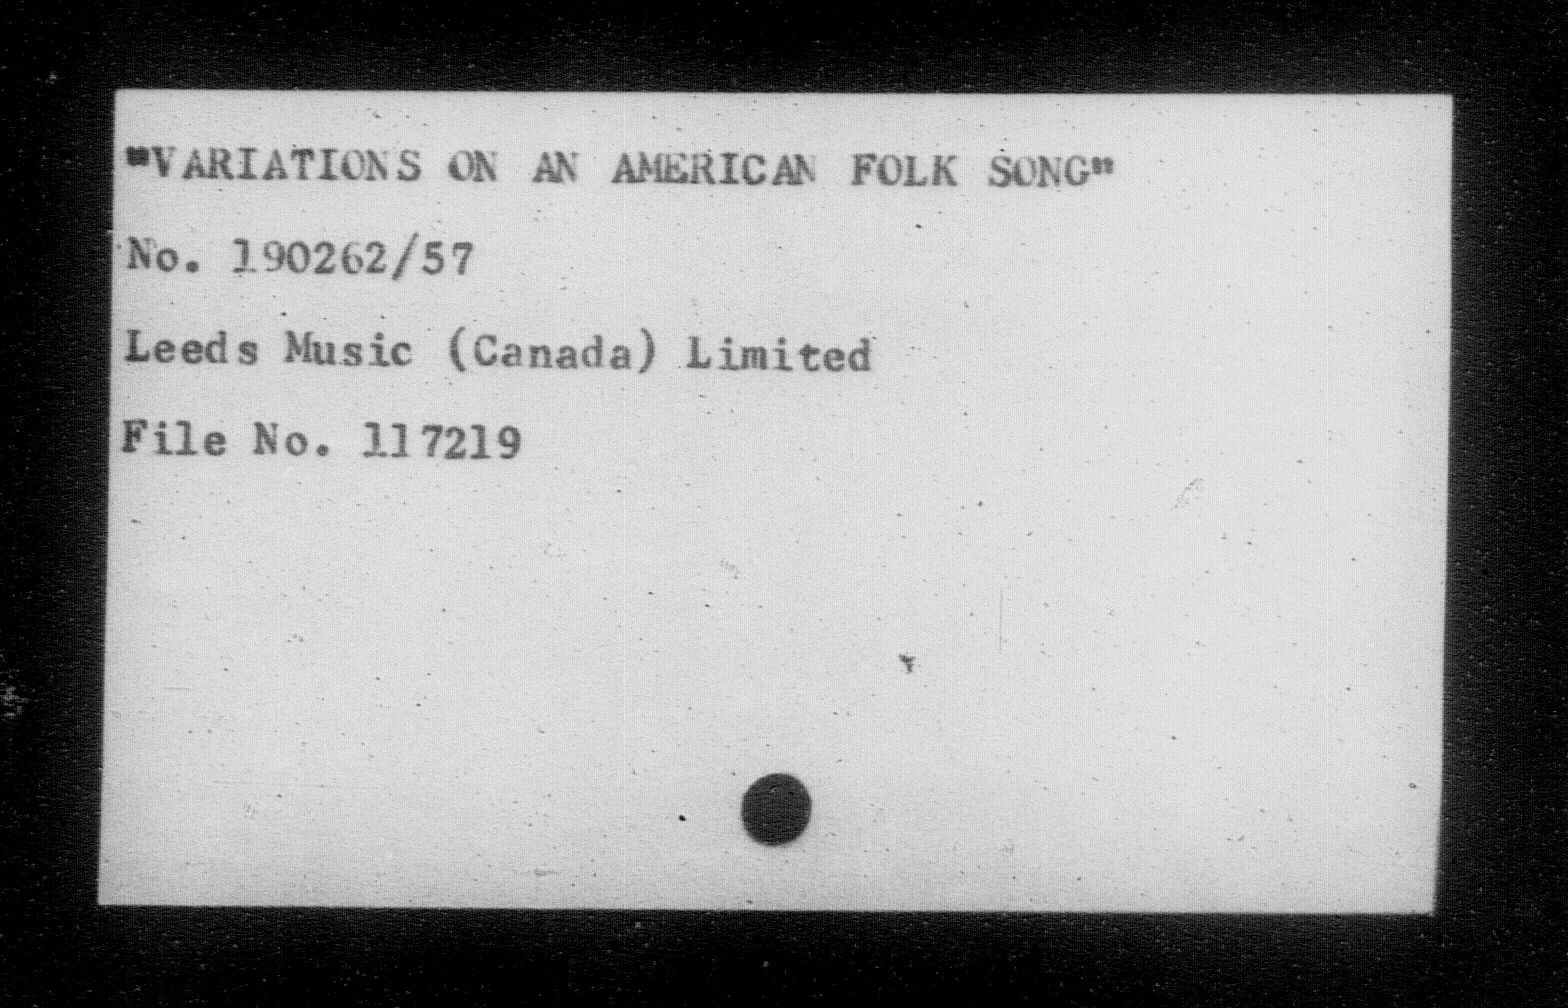 "VARIATIONS ON AN AMERICAN FOLK SONG"
No. 190262/57
Leeds Music (Canada) Limited
File No. 117219